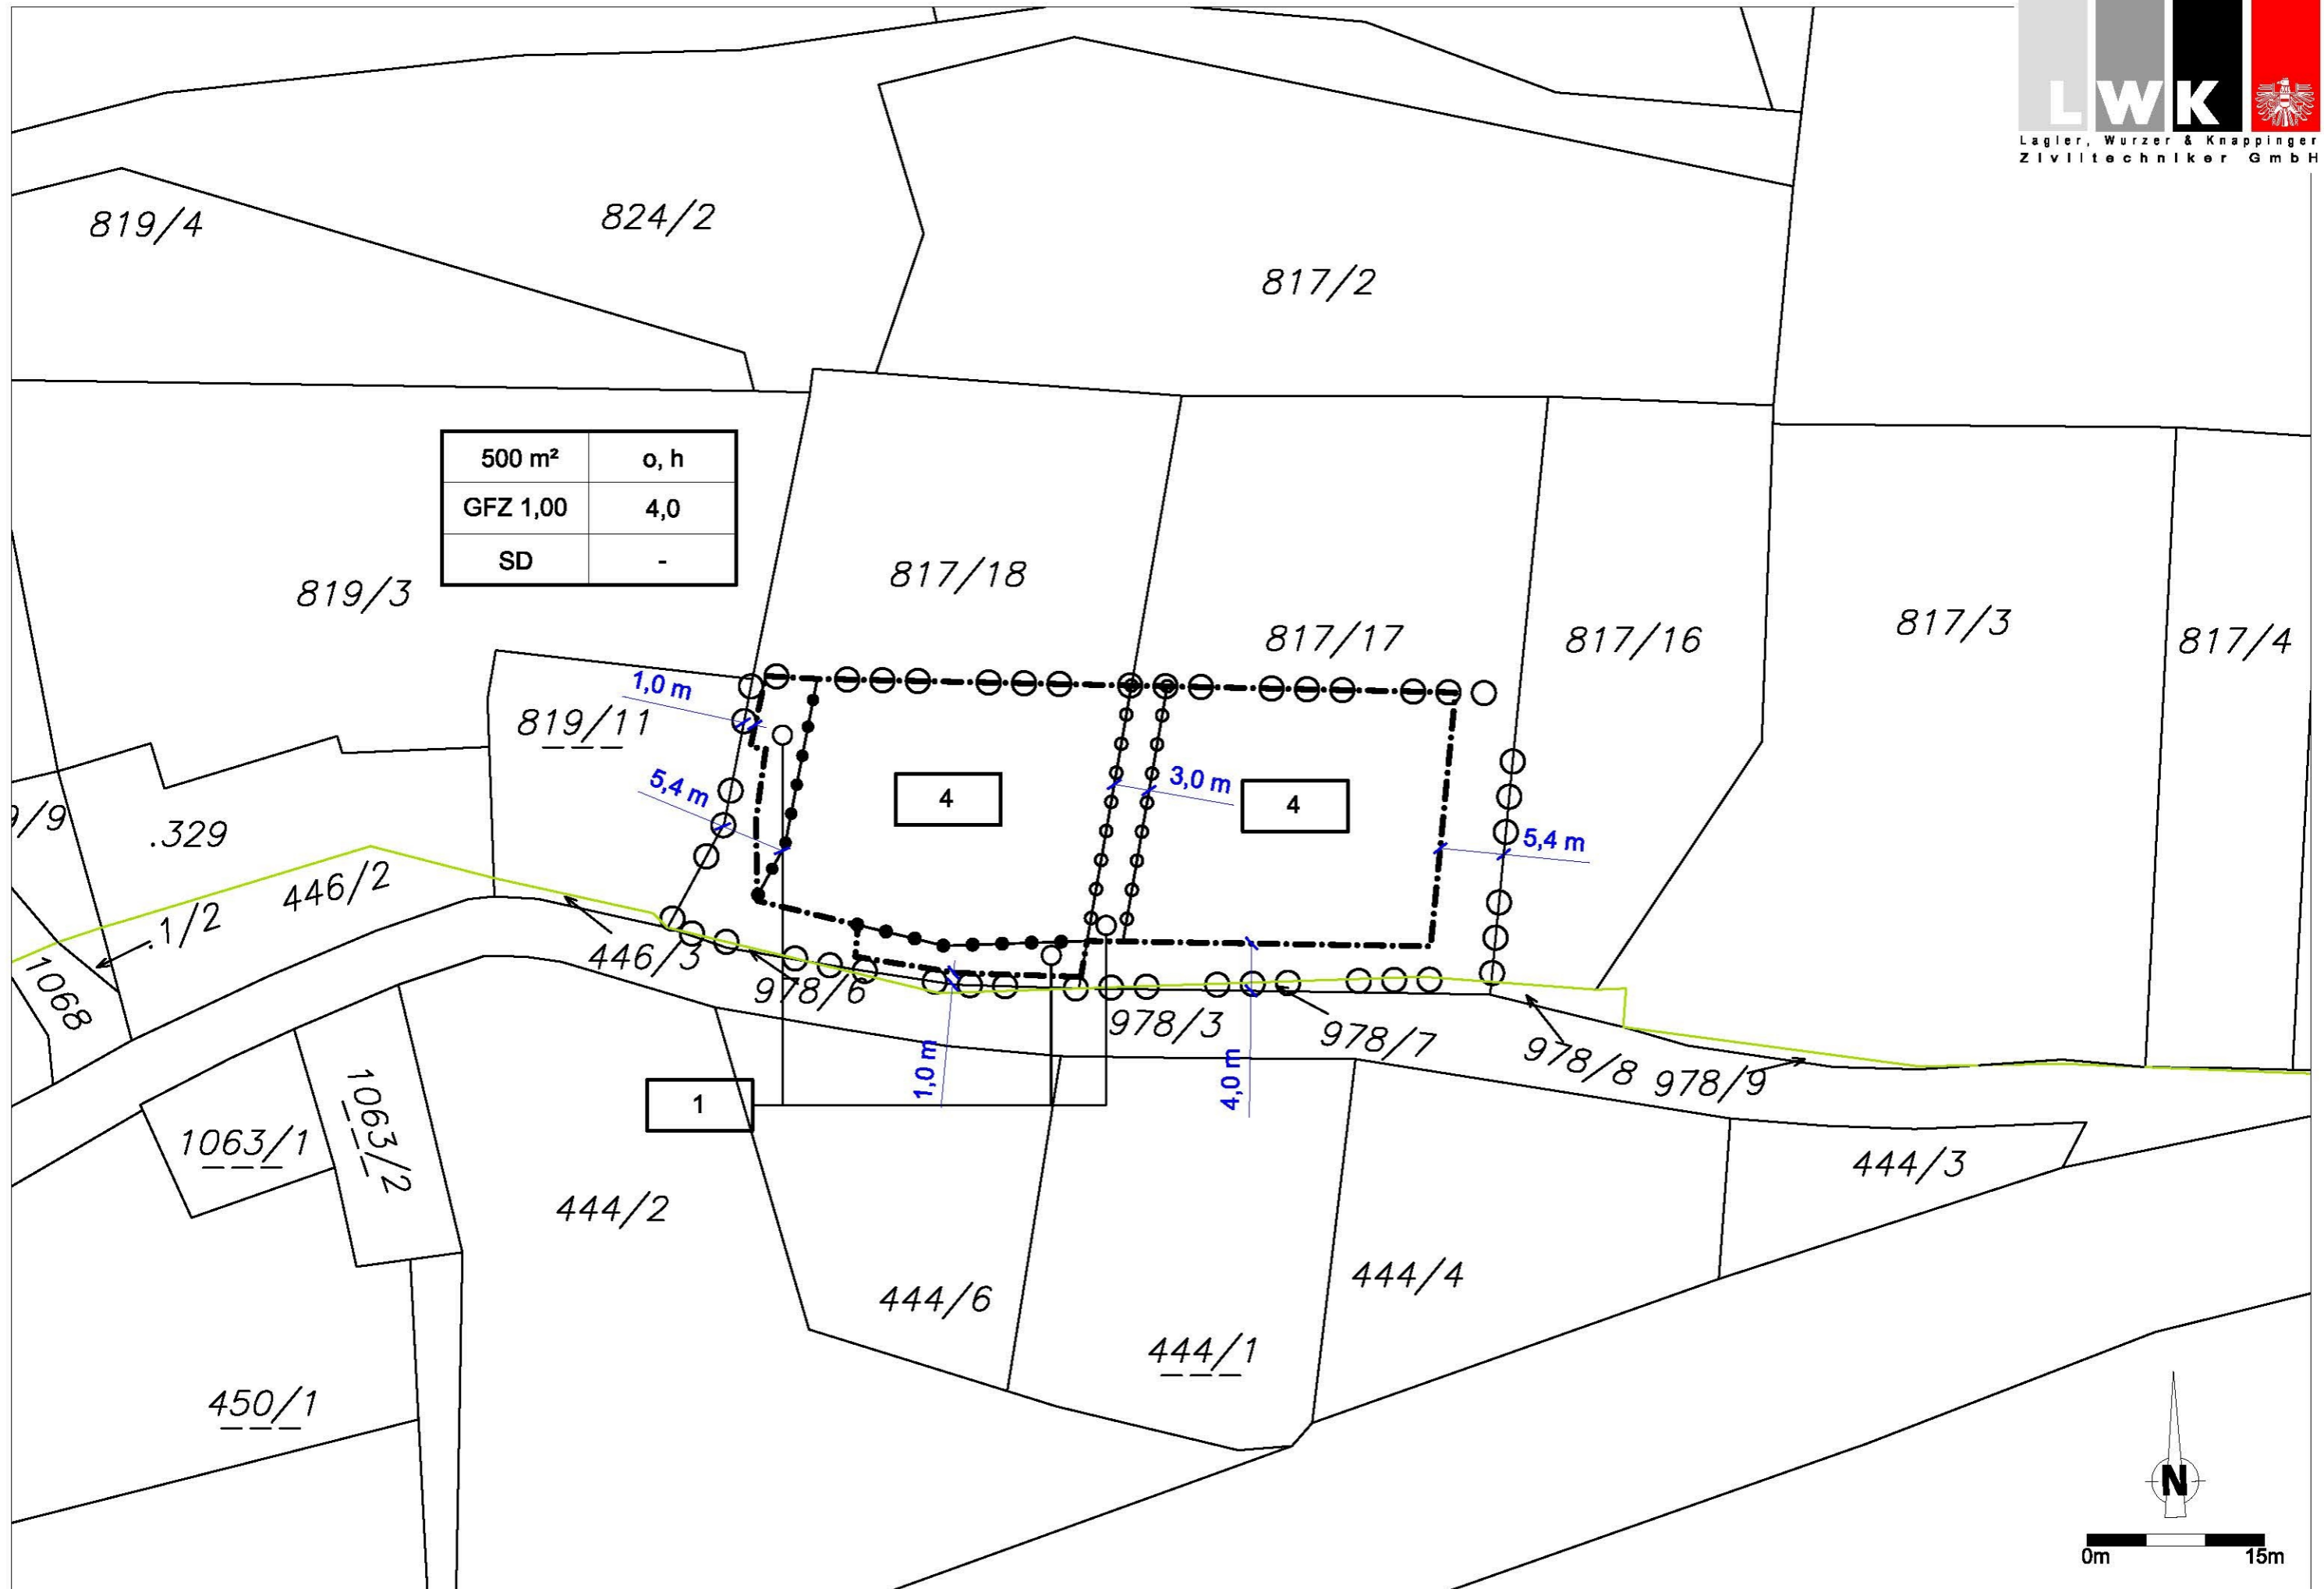 LWK
Lagler, Wurzer & Knappinger
Ziviltechniker GmbH
819/4
824/2
817/2
500 m² o, h
GFZ 1,00 4,0
SD -
819/3
817/18
817/17
817/16
817/3
817/4
1,0 m
819/11
5,4 m
4
3,0 m
4
5,4 m
/9
.329
446/2
.1/2
1068
446/3
978/6
978/3
978/7
978/8
978/9
1,0 m
4,0 m
1
1063/1
1063/2
444/2
444/3
444/6
444/4
444/1
450/1
N
0m 15m